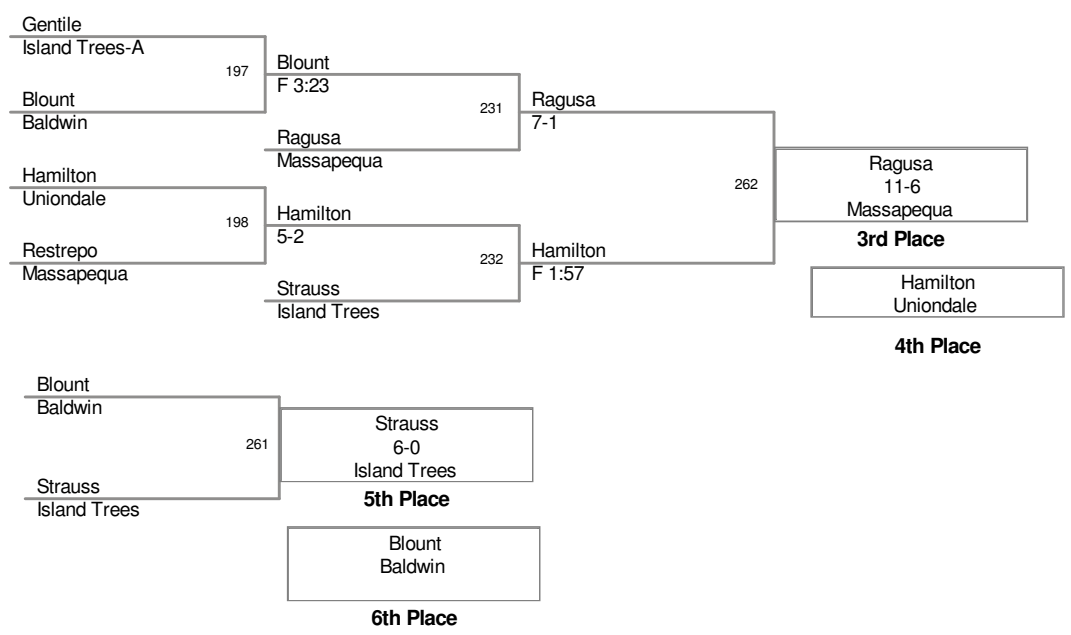 Gentile
Island Trees-A
197
Blount
F 3:23
Blount
Baldwin
231
Ragusa
7-1
Ragusa
Massapequa
Hamilton
Uniondale
262
Ragusa
11-6
Massapequa
3rd Place
198
Hamilton
5-2
Restrepo
Massapequa
232
Hamilton
F 1:57
Strauss
Island Trees
Hamilton
Uniondale
4th Place
Blount
Baldwin
261
Strauss
6-0
Island Trees
5th Place
Strauss
Island Trees
Blount
Baldwin
6th Place